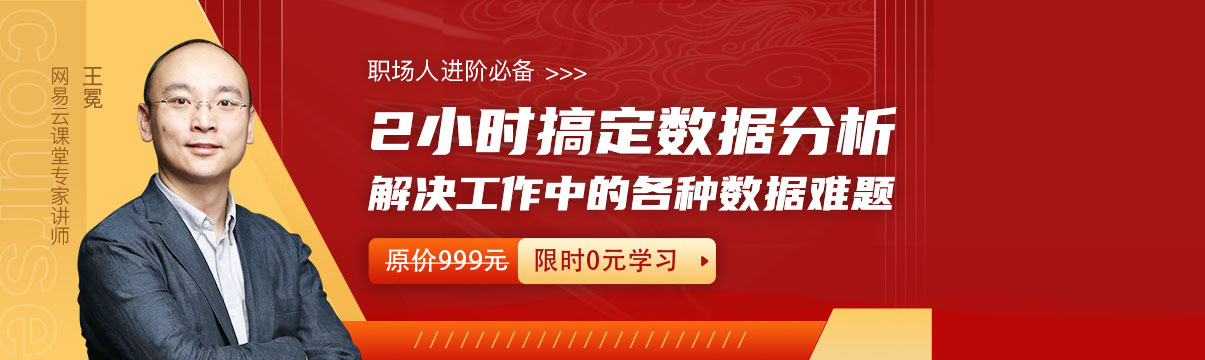 course
王冕
网易云课堂专家讲师
职场人进阶必备 >>>
2小时搞定数据分析
解决工作中的各种数据难题
原价999元
限时0元学习